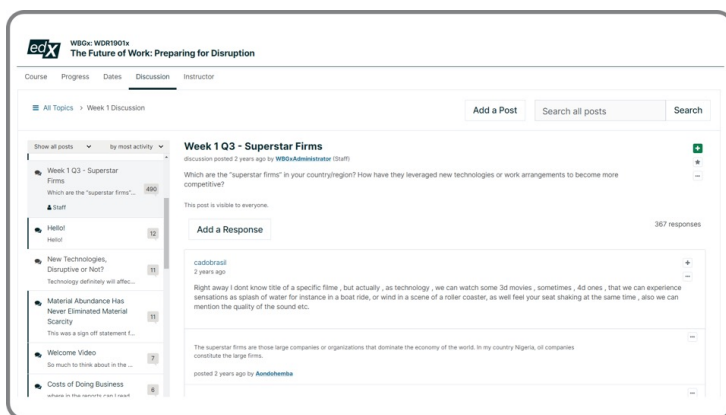 edX
WBGx: WDR1901x
The Future of Work: Preparing for Disruption
Course Progress Dates Discussion Instructor
All Topics > Week 1 Discussion
Add a Post
Search all posts
Search
Show all posts
by most activity
Week 1 Q3 - Superstar
Firms
Which are the "superstar firms"...
490
Staff
Hello!
Hello!
12
New Technologies,
Disruptive or Not?
Technology definitely will affec...
11
Material Abundance Has
Never Eliminated Material
Scarcity
This was a sign off statement f...
11
Welcome Video
So much to think about in the ...
7
Costs of Doing Business
where in the reports can I read
6
Week 1 Q3 - Superstar Firms
discussion posted 2 years ago by WBGxAdministrator (Staff)
Which are the "superstar firms" in your country/region? How have they leveraged new technologies or work arrangements to become more
competitive?
This post is visible to everyone.
Add a Response
367 responses
cadobrasil
2 years ago
Right away I dont know title of a specific filme , but actually , as technology , we can watch some 3d movies , sometimes , 4d ones , that we can experience
sensations as splash of water for instance in a boat ride, or wind in a scene of a roller coaster, as well feel your seat shaking at the same time , also we can
mention the quality of the sound etc.
The superstar firms are those large companies or organizations that dominate the economy of the world. In my country Nigeria, oil companies
constitute the large firms.
posted 2 years ago by Aondohemba